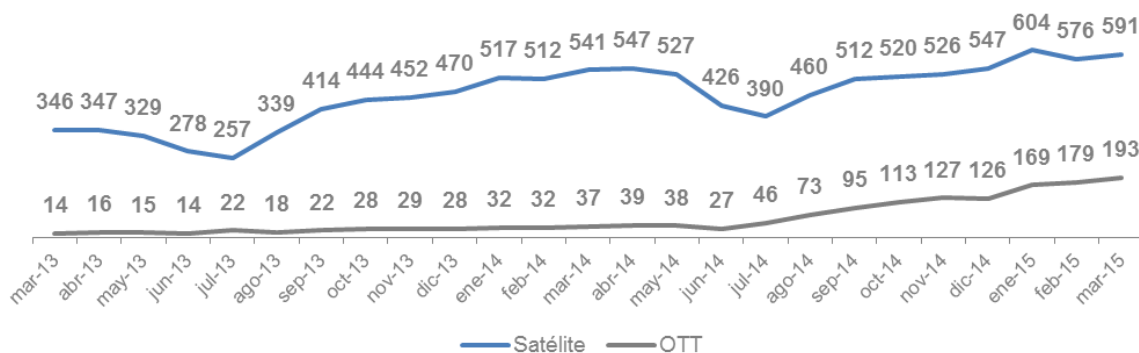 346 347 329 278 257 339 414 444 452 470 517 512 541 547 527 426 390 460 512 520 526 547 604 576 591
14 16 15 14 22 18 22 28 29 28 32 32 37 39 38 27 46 73 95 113 127 126 169 179 193
mar-13 abr-13 may-13 jun-13 jul-13 ago-13 sep-13 oct-13 nov-13 dic-13 ene-14 feb-14 mar-14 abr-14 may-14 jun-14 jul-14 ago-14 sep-14 oct-14 nov-14 dic-14 ene-15 feb-15 mar-15
Satélite OTT